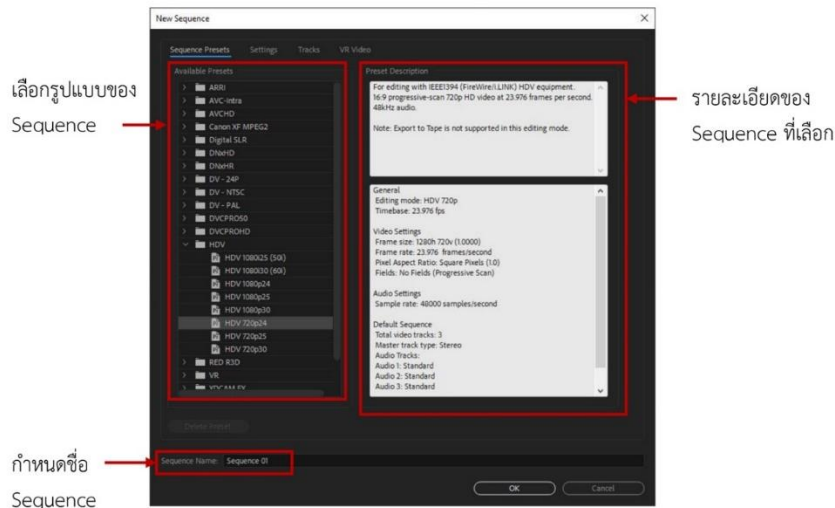 New Sequence
Sequence Presets Settings Tracks VR Video
Available Presets
ARRI
AVC-Intra
AVCHD
Canon XF MPEG2
Digital SLR
DNxHD
DNxHR
DV - 24P
DV - NTSC
DV - PAL
DVCPRO50
DVCPROHD
HDV
HDV 1080i25 (50i)
HDV 1080i30 (60i)
HDV 1080p24
HDV 1080p25
HDV 1080p30
HDV 720p24
HDV 720p25
HDV 720p30
RED R3D
VR
XDCAM EX
Delete Preset
Preset Description
For editing with IEEE1394 (FireWire/i.LINK) HDV equipment.
16:9 progressive-scan 720p HD video at 23.976 frames per second.
48kHz audio.
Note: Export to Tape is not supported in this editing mode.
General
Editing mode: HDV 720p
Timebase: 23.976 fps
Video Settings
Frame size: 1280h 720v (1.0000)
Frame rate: 23.976 frames/second
Pixel Aspect Ratio: Square Pixels (1.0)
Fields: No Fields (Progressive Scan)
Audio Settings
Sample rate: 48000 samples/second
Default Sequence
Total video tracks: 3
Master track type: Stereo
Audio Tracks:
Audio 1: Standard
Audio 2: Standard
Audio 3: Standard
Sequence Name: Sequence 01
OK Cancel
เลือกรูปแบบของ
Sequence
รายละเอียดของ
Sequence ที่เลือก
กำหนดชื่อ
Sequence